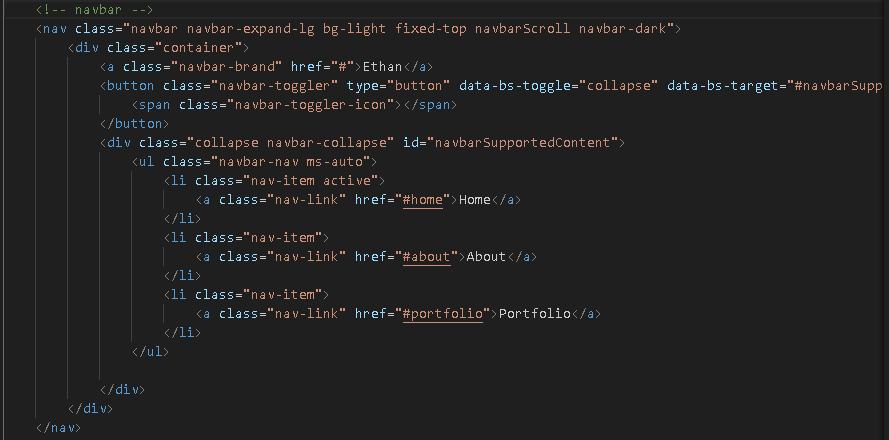 <!-- navbar -->
<nav class="navbar navbar-expand-lg bg-light fixed-top navbarScroll navbar-dark">
<div class="container">
<a class="navbar-brand" href="#">Ethan</a>
<button class="navbar-toggler" type="button" data-bs-toggle="collapse" data-bs-target="#navbarSupp
<span class="navbar-toggler-icon"></span>
</button>
<div class="collapse navbar-collapse" id="navbarSupportedContent">
<ul class="navbar-nav ms-auto">
<li class="nav-item active">
<a class="nav-link" href="#home">Home</a>
</li>
<li class="nav-item">
<a class="nav-link" href="#about">About</a>
</li>
<li class="nav-item">
<a class="nav-link" href="#portfolio">Portfolio</a>
</li>
</ul>
</div>
</div>
</nav>